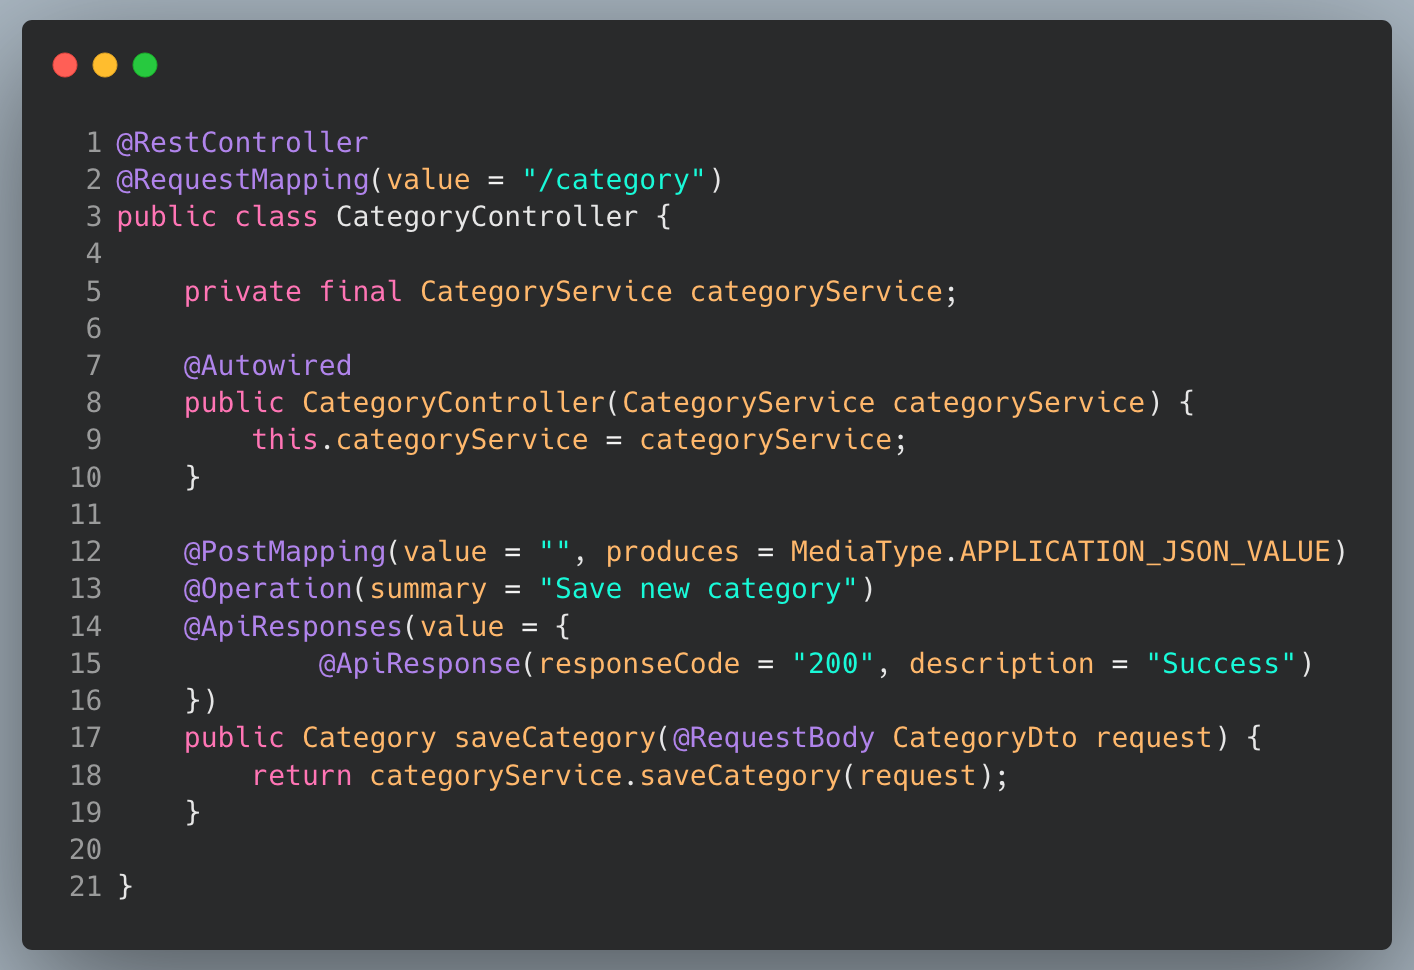 1 @RestController
2 @RequestMapping(value = "/category")
3 public class CategoryController {
4
5     private final CategoryService categoryService;
6
7     @Autowired
8     public CategoryController(CategoryService categoryService) {
9         this.categoryService = categoryService;
10     }
11
12     @PostMapping(value = "", produces = MediaType.APPLICATION_JSON_VALUE)
13     @Operation(summary = "Save new category")
14     @ApiResponses(value = {
15             @ApiResponse(responseCode = "200", description = "Success")
16     })
17     public Category saveCategory(@RequestBody CategoryDto request) {
18         return categoryService.saveCategory(request);
19     }
20
21 }